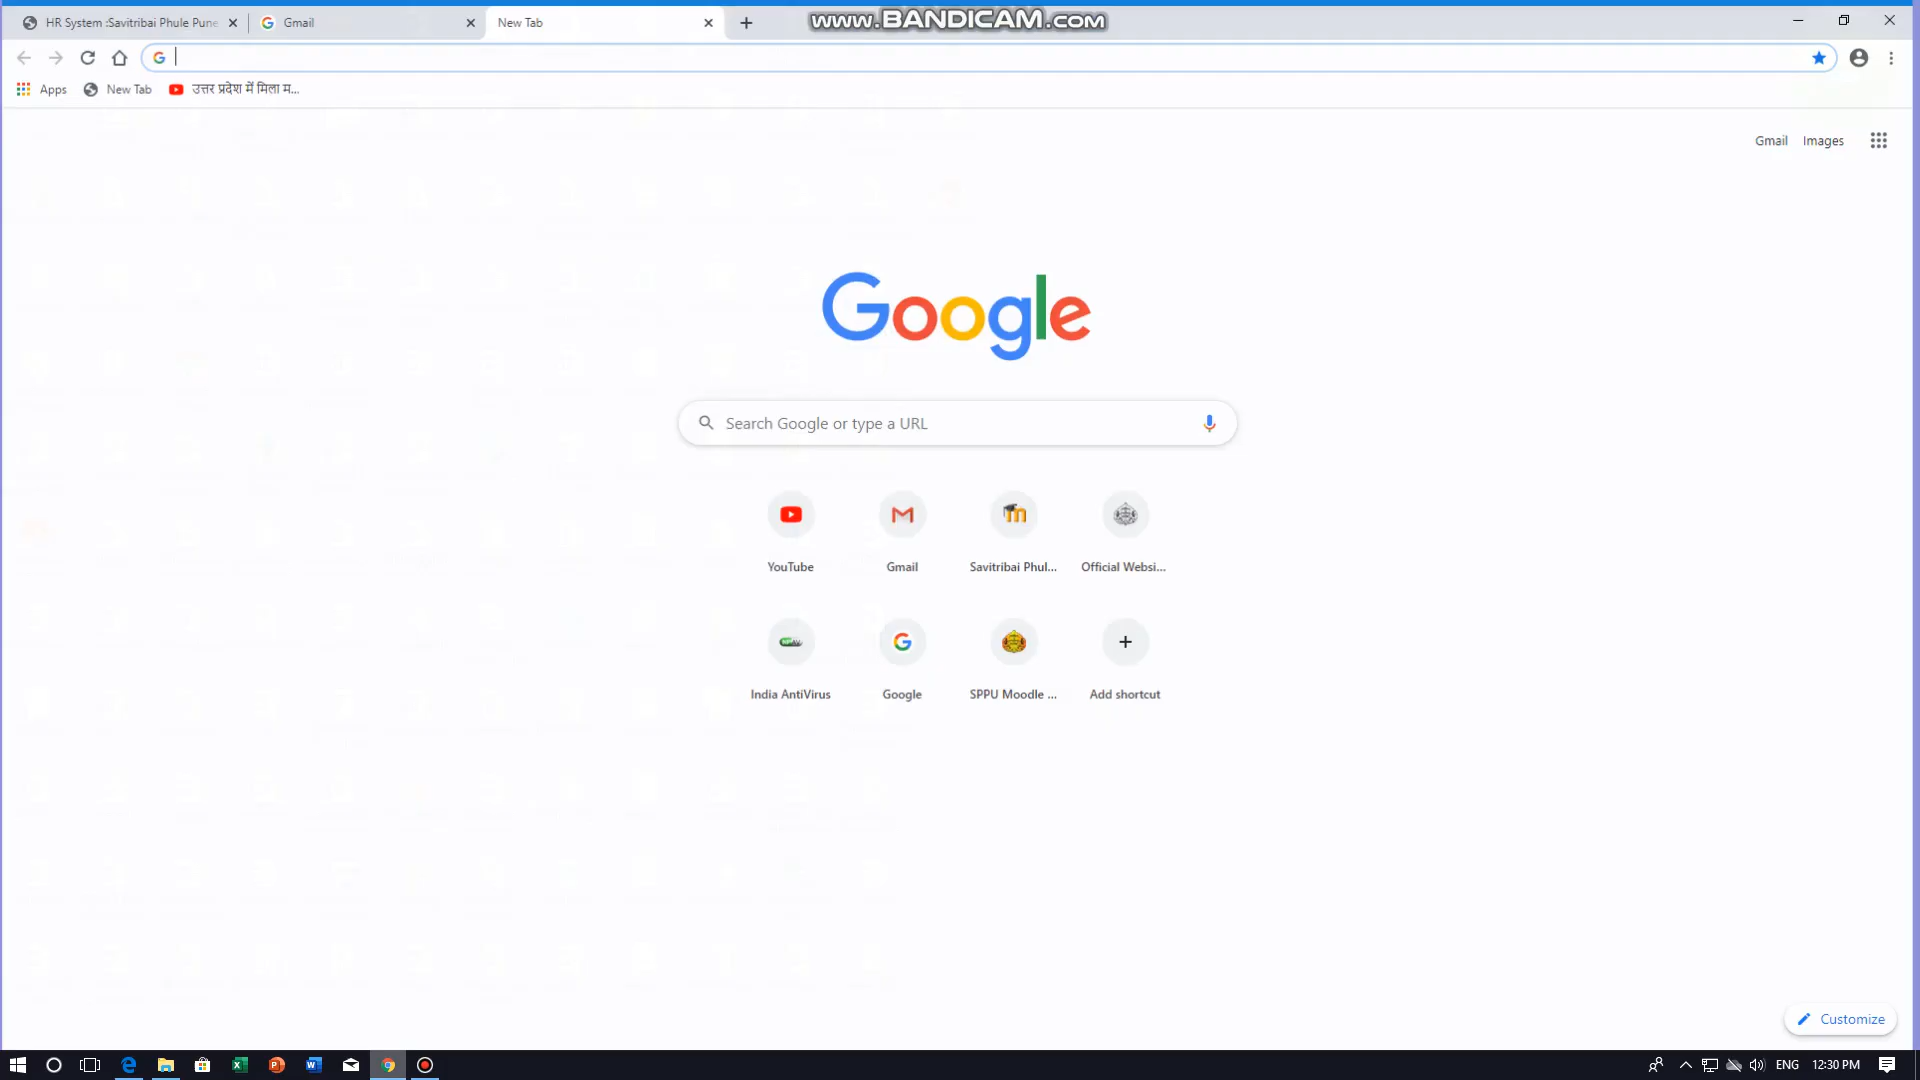 HR System :Savitribai Phule Pune
Gmail
New Tab
www.BANDICAM.com
Apps
New Tab
उत्तर प्रदेश में मिला म...
Gmail
Images
Google
Search Google or type a URL
YouTube
Gmail
Savitribai Phul...
Official Websi...
India AntiVirus
Google
SPPU Moodle ...
Add shortcut
Customize
ENG
12:30 PM